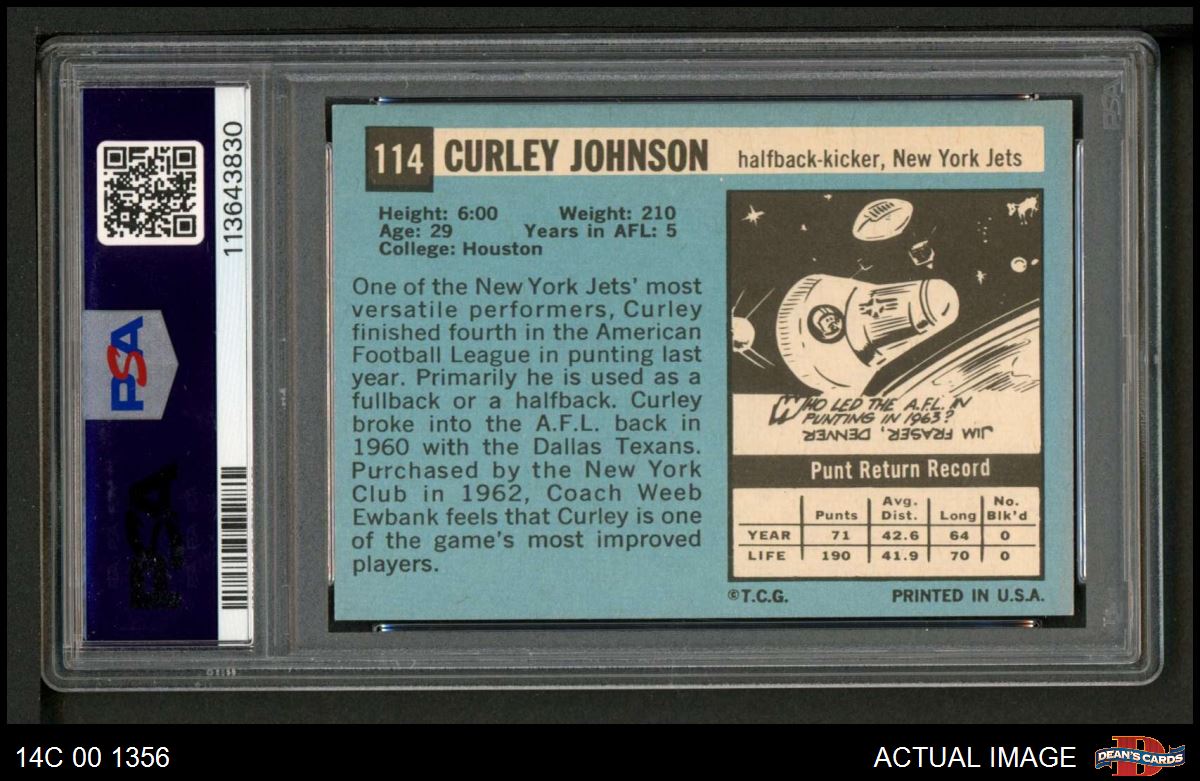 113643830
PSA
PSA
114 CURLEY JOHNSON halfback-kicker, New York Jets
Height: 6:00 Weight: 210
Age: 29 Years in AFL: 5
College: Houston
One of the New York Jets' most
versatile performers, Curley
finished fourth in the American
Football League in punting last
year. Primarily he is used as a
fullback or a halfback. Curley
broke into the A.F.L. back in
1960 with the Dallas Texans.
Purchased by the New York
Club in 1962, Coach Weeb
Ewbank feels that Curley is one
of the game's most improved
players.
WHO LED THE A.F.L. IN
PUNTING IN 1963?
JIM FRASER, DENVER
Punt Return Record
Punts Avg. Dist. Long No. Blk'd
YEAR 71 42.6 64 0
LIFE 190 41.9 70 0
©T.C.G. PRINTED IN U.S.A.
PSA
14C 00 1356
ACTUAL IMAGE
D
DEAN'S CARDS